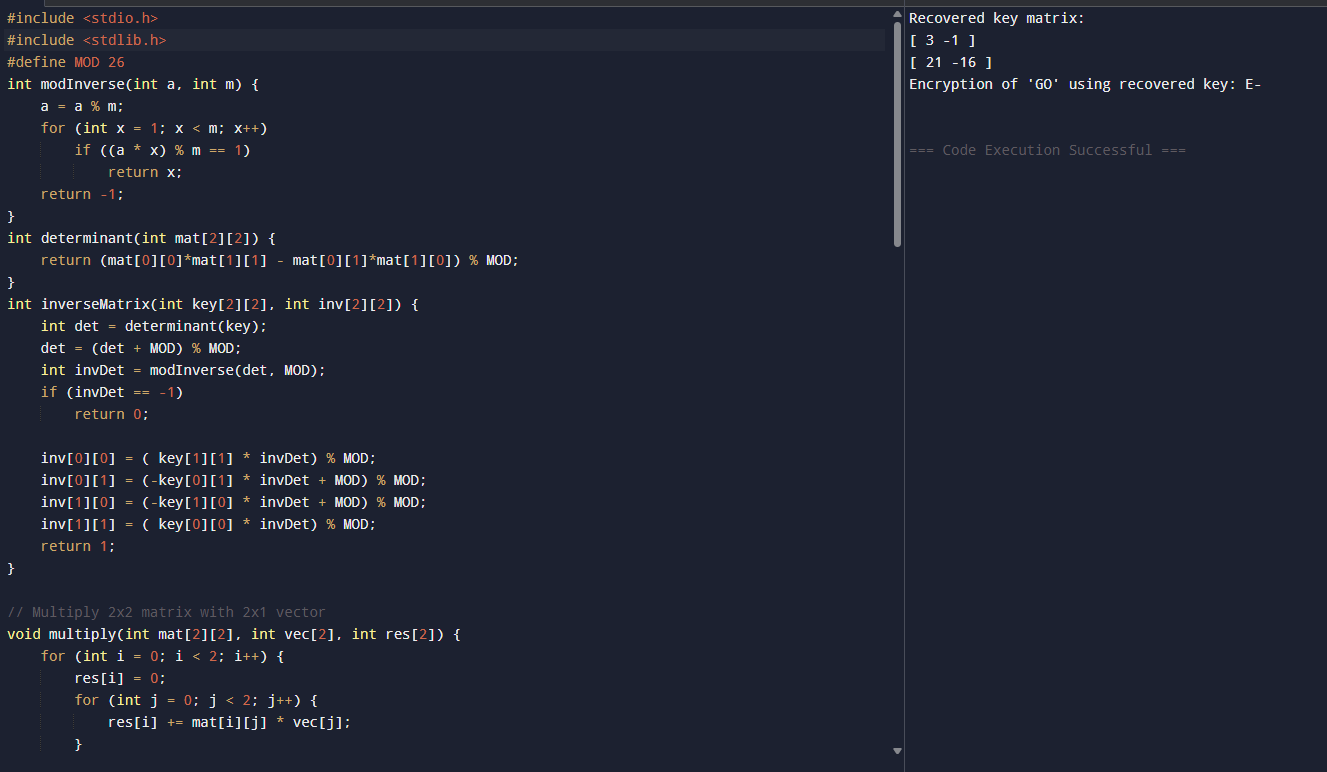 #include <stdio.h>
#include <stdlib.h>
#define MOD 26
int modInverse(int a, int m) {
    a = a % m;
    for (int x = 1; x < m; x++)
        if ((a * x) % m == 1)
            return x;
    return -1;
}
int determinant(int mat[2][2]) {
    return (mat[0][0]*mat[1][1] - mat[0][1]*mat[1][0]) % MOD;
}
int inverseMatrix(int key[2][2], int inv[2][2]) {
    int det = determinant(key);
    det = (det + MOD) % MOD;
    int invDet = modInverse(det, MOD);
    if (invDet == -1)
        return 0;

    inv[0][0] = ( key[1][1] * invDet) % MOD;
    inv[0][1] = (-key[0][1] * invDet + MOD) % MOD;
    inv[1][0] = (-key[1][0] * invDet + MOD) % MOD;
    inv[1][1] = ( key[0][0] * invDet) % MOD;
    return 1;
}

// Multiply 2x2 matrix with 2x1 vector
void multiply(int mat[2][2], int vec[2], int res[2]) {
    for (int i = 0; i < 2; i++) {
        res[i] = 0;
        for (int j = 0; j < 2; j++) {
            res[i] += mat[i][j] * vec[j];
        }
Recovered key matrix:
[ 3 -1 ]
[ 21 -16 ]
Encryption of 'GO' using recovered key: E-

=== Code Execution Successful ===